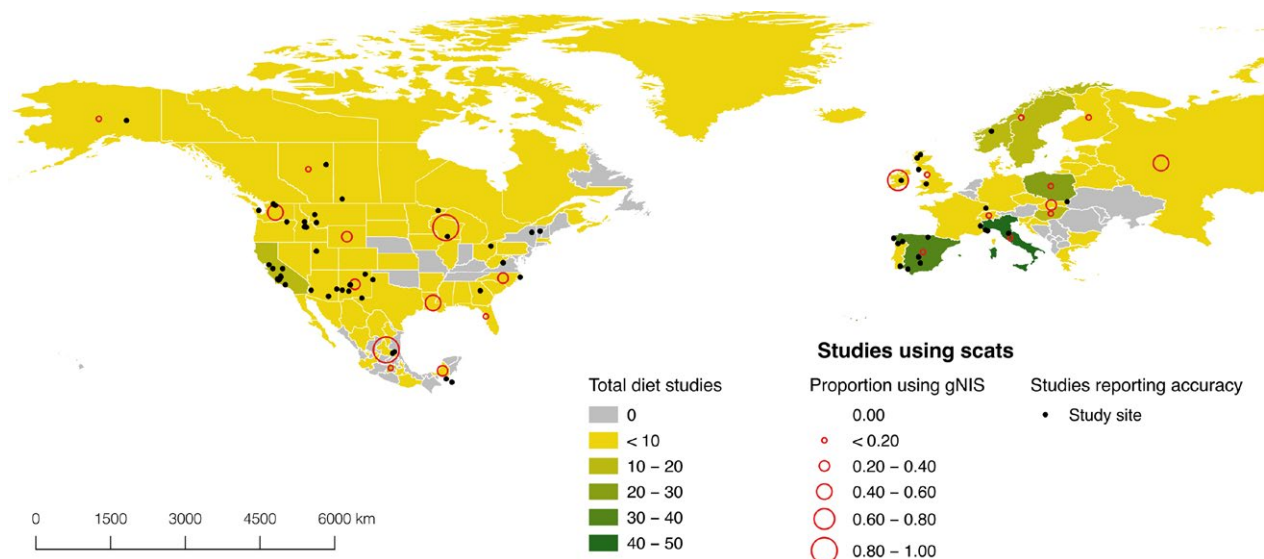 Studies using scats
Total diet studies
0
< 10
10 – 20
20 – 30
30 – 40
40 – 50
Proportion using gNIS
0.00
< 0.20
0.20 – 0.40
0.40 – 0.60
0.60 – 0.80
0.80 – 1.00
Studies reporting accuracy
Study site
0 1500 3000 4500 6000 km